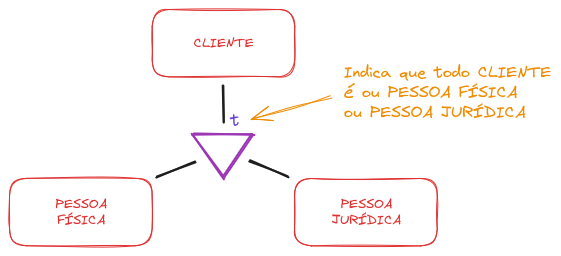 CLIENTE
Indica que todo CLIENTE
é ou PESSOA FÍSICA
ou PESSOA JURÍDICA
t
PESSOA
FÍSICA
PESSOA
JURÍDICA